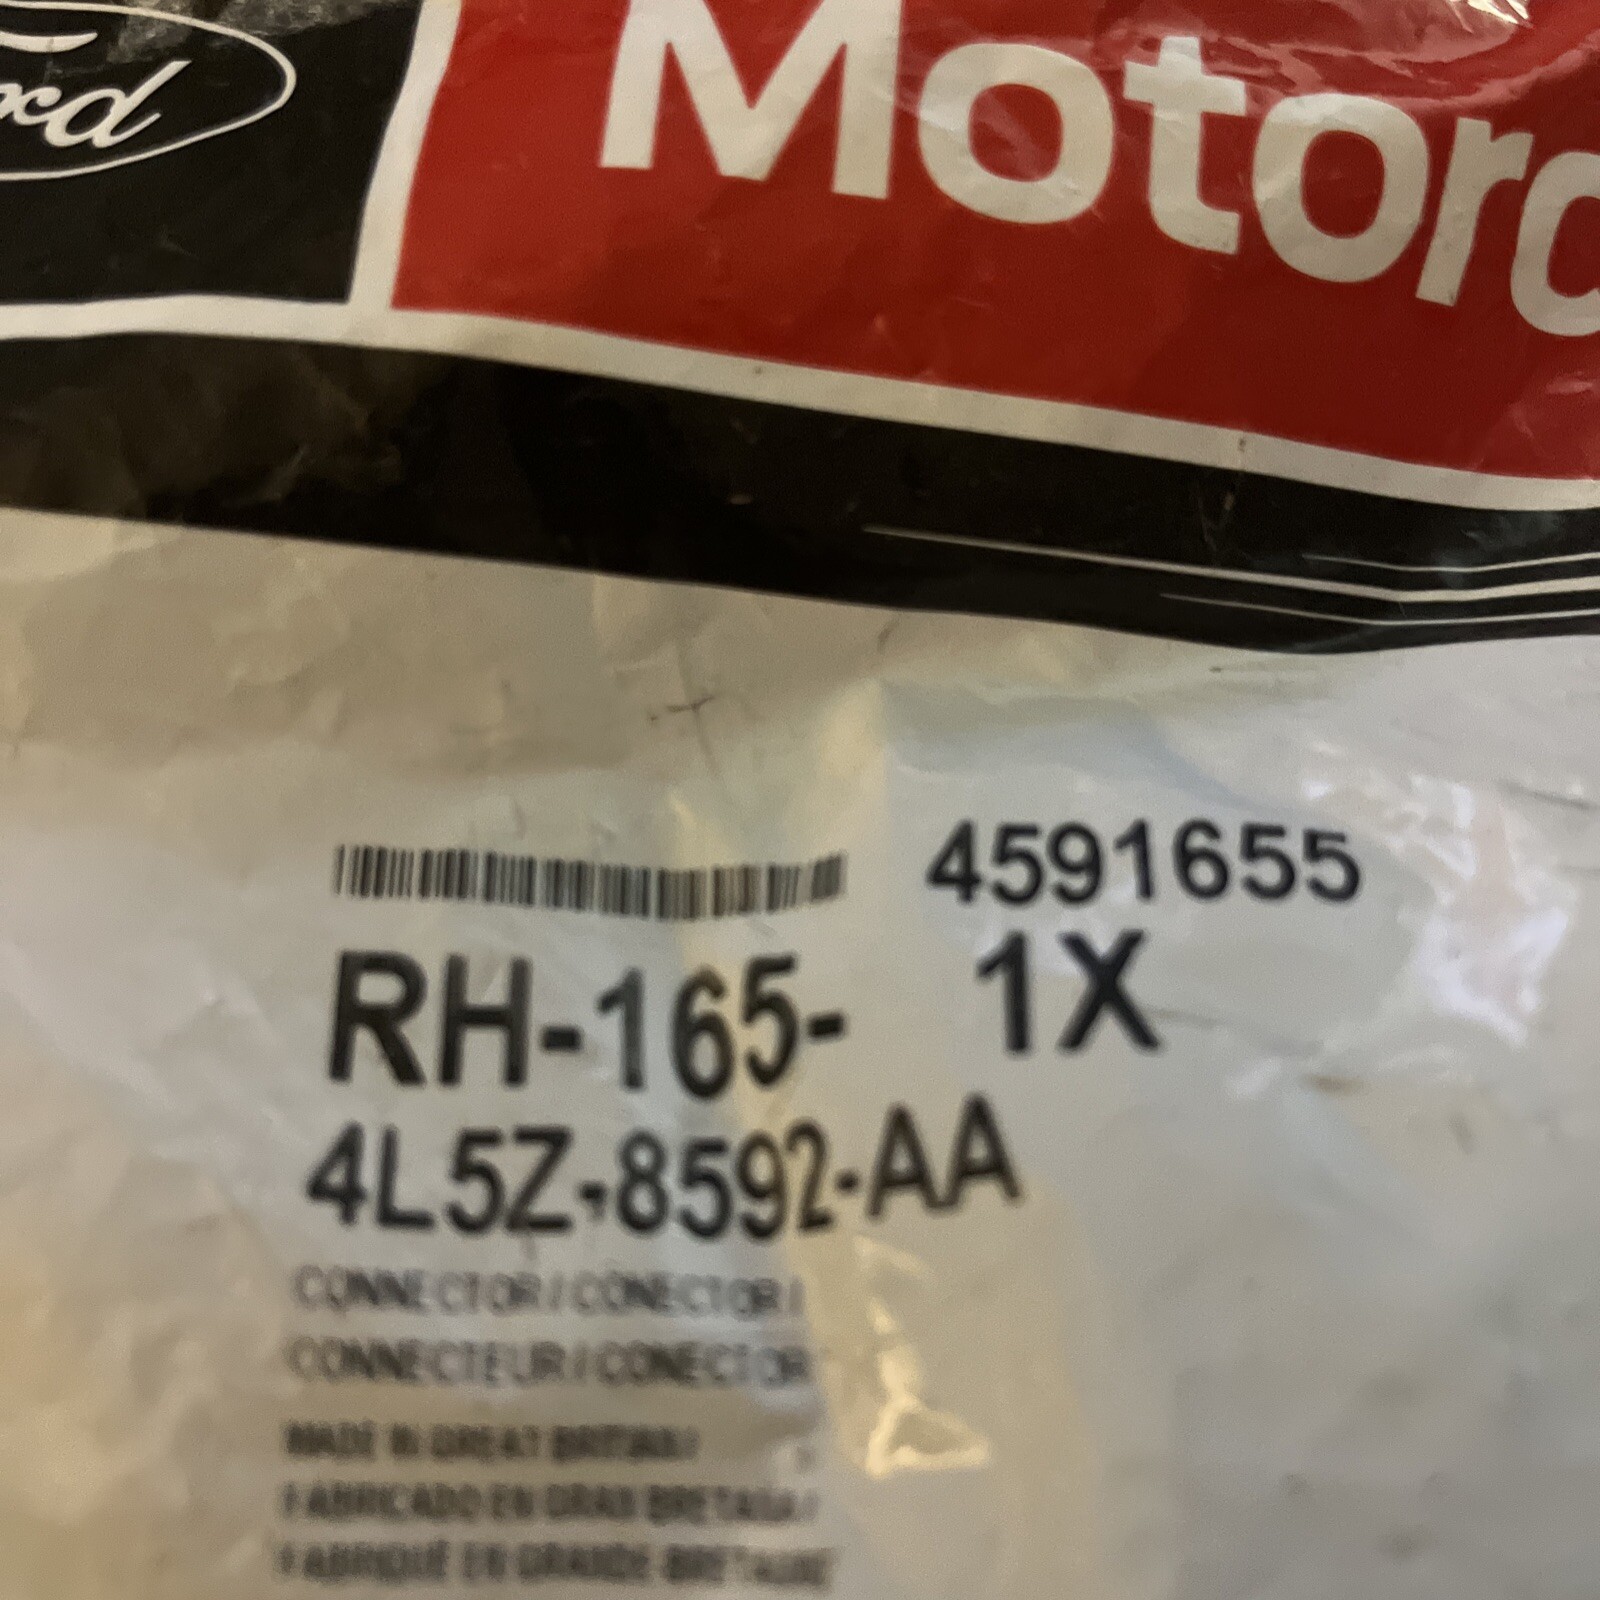 Ford
Motorc
4591655
RH-165- 1X
4L5Z-8592-AA
CONNECTOR / CONECTOR /
CONNECTEUR / CONECTOR
MADE IN GREAT BRITAIN /
FABRICADO EN GRAN BRETAÑA /
FABRIQUÉ EN GRANDE BRETAGNE